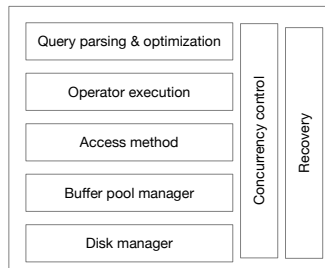 Query parsing & optimization
Operator execution
Access method
Buffer pool manager
Disk manager
Concurrency control
Recovery